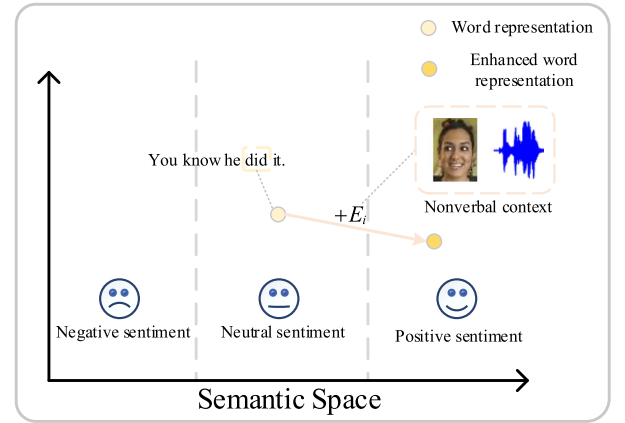 Word representation
Enhanced word
representation
You know he did it.
+E_i
Nonverbal context
Negative sentiment
Neutral sentiment
Positive sentiment
Semantic Space